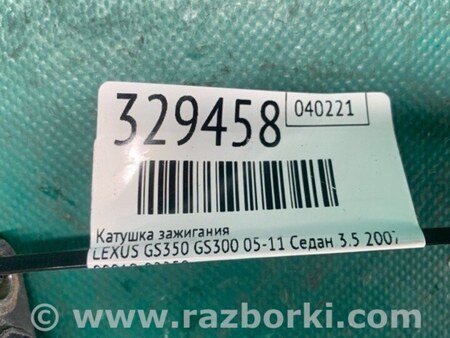 329458
040221
Катушка зажигания
LEXUS GS350 GS300 05-11 Седан 3.5 2007
www.razborki.com